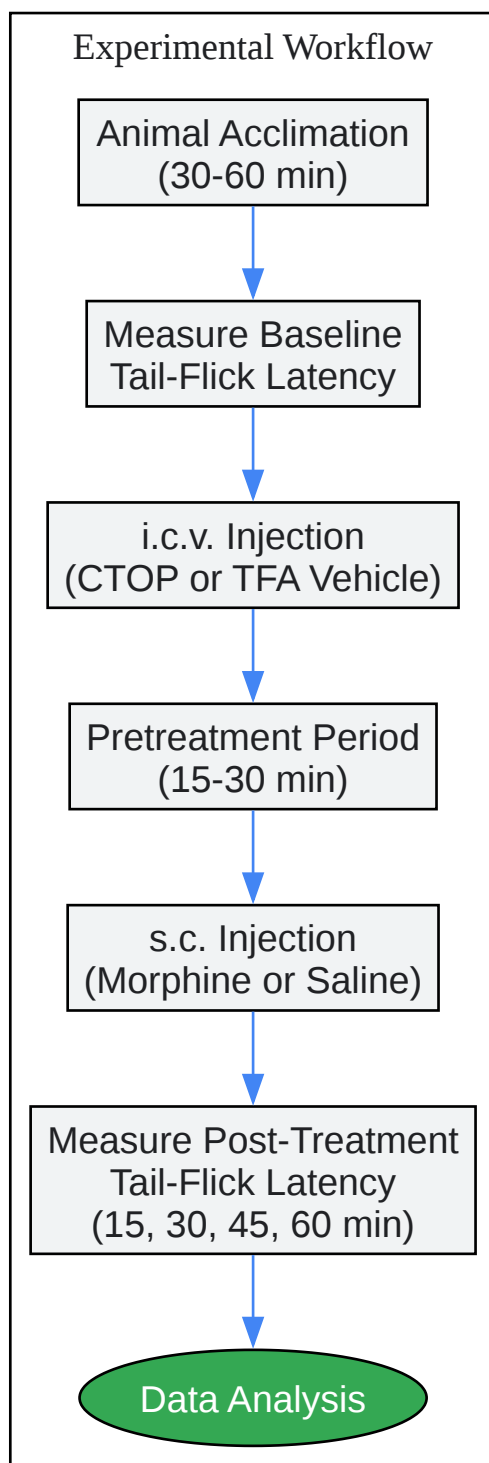 Experimental Workflow
Animal Acclimation
(30-60 min)
Measure Baseline
Tail-Flick Latency
i.c.v. Injection
(CTOP or TFA Vehicle)
Pretreatment Period
(15-30 min)
s.c. Injection
(Morphine or Saline)
Measure Post-Treatment
Tail-Flick Latency
(15, 30, 45, 60 min)
Data Analysis